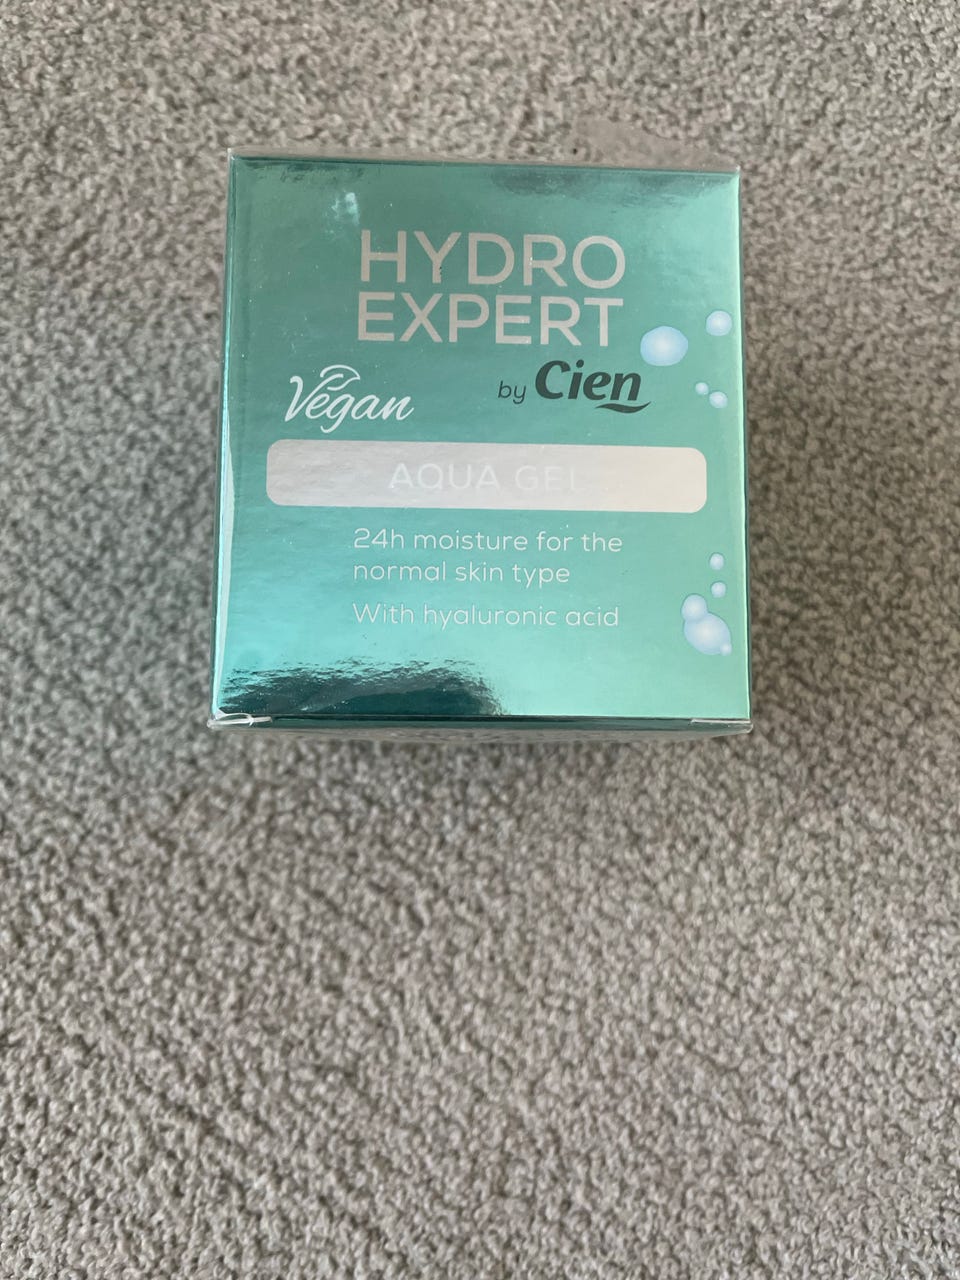 HYDRO
EXPERT
by Cien
Vegan
AQUA GEL
24h moisture for the
normal skin type
With hyaluronic acid